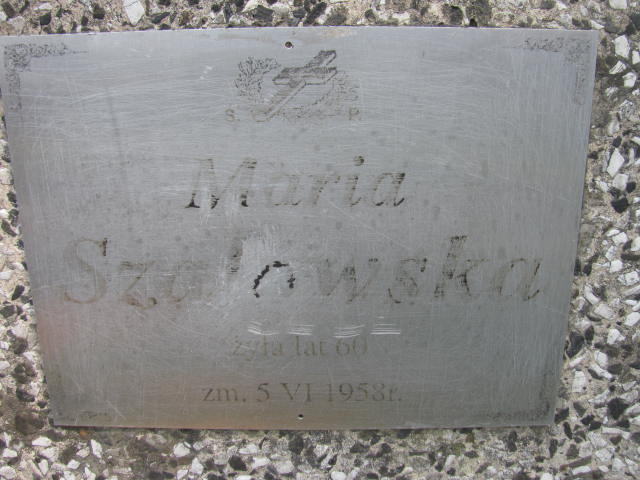 S. P.
Maria
żyła lat 60
zm. 5 VI 1958r.